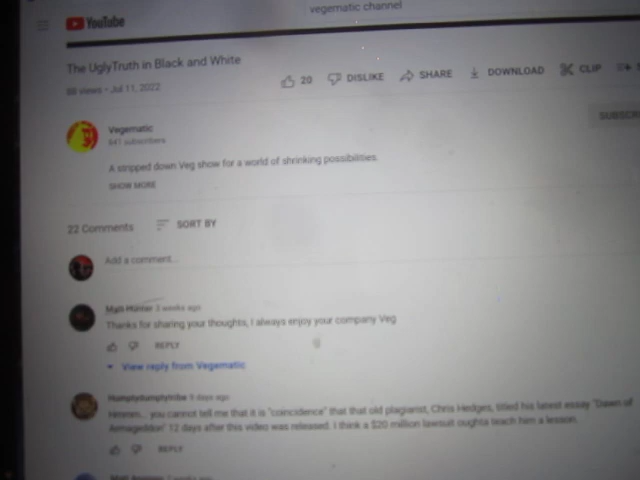 vegematic channel
YouTube
The UglyTruth in Black and White
88 views • Jul 11, 2022
20 DISLIKE SHARE DOWNLOAD CLIP
Vegematic
641 subscribers
SUBSCRI
A stripped down Veg show for a world of shrinking possibilities.
SHOW MORE
22 Comments SORT BY
Add a comment...
Matt Hunter 3 weeks ago
Thanks for sharing your thoughts, I always enjoy your company Veg
REPLY
View reply from Vegematic
Humptydumptytribe 9 days ago
Hmmm... you cannot tell me that it is "coincidence" that that old plagiarist, Chris Hedges, titled his latest essay "Dawn of
Armageddon" 12 days after this video was released. I think a $20 million lawsuit oughta teach him a lesson.
REPLY